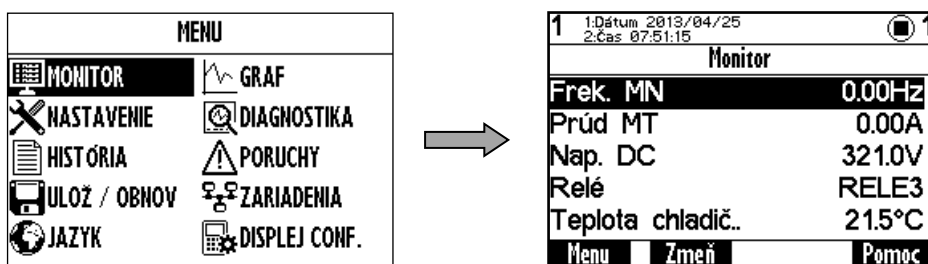 MENU
MONITOR GRAF
NASTAVENIE DIAGNOSTIKA
HISTÓRIA PORUCHY
ULOŽ / OBNOV ZARIADENIA
JAZYK DISPLEJ CONF.
1 1:Dátum 2013/04/25 1
2:Čas 07:51:15
Monitor
Frek. MN 0.00Hz
Prúd MT 0.00A
Nap. DC 321.0V
Relé RELE3
Teplota chladič.. 21.5°C
Menu Zmeň Pomoc